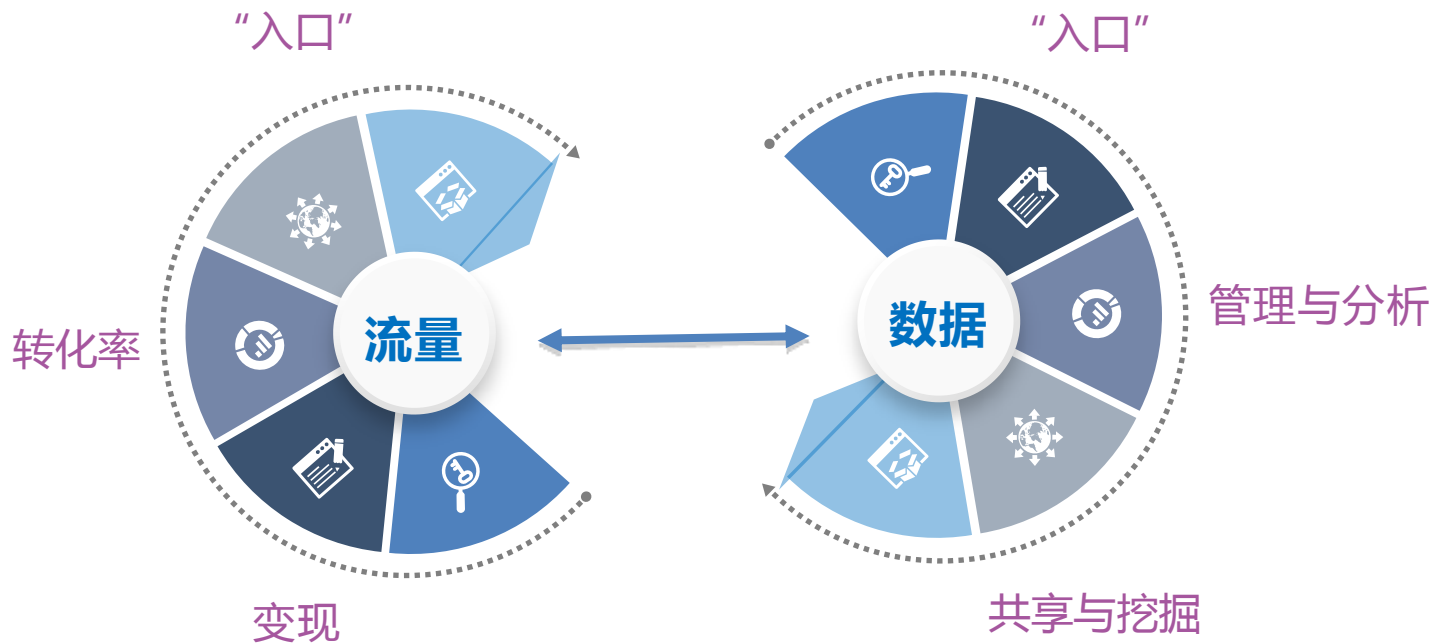 “入口”
“入口”
转化率
流量
数据
管理与分析
变现
共享与挖掘